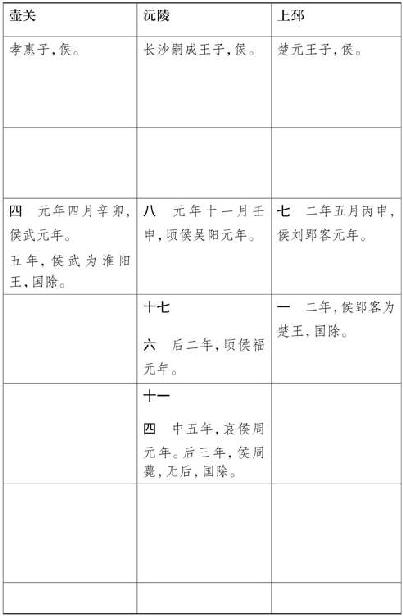 壶关
沅陵
上邳
孝惠子,侯。
长沙嗣成王子,侯。
楚元王子,侯。
四 元年四月辛卯,
侯武元年。
五年,侯武为淮阳
王,国除。
八 元年十一月壬
申,顷侯吴阳元年。
七 二年五月丙申,
侯刘郢客元年。
十七
六 后二年,顷侯福
元年。
一 二年,侯郢客为
楚王,国除。
十一
四 中五年,哀侯周
元年。后三年,侯周
薨,无后,国除。